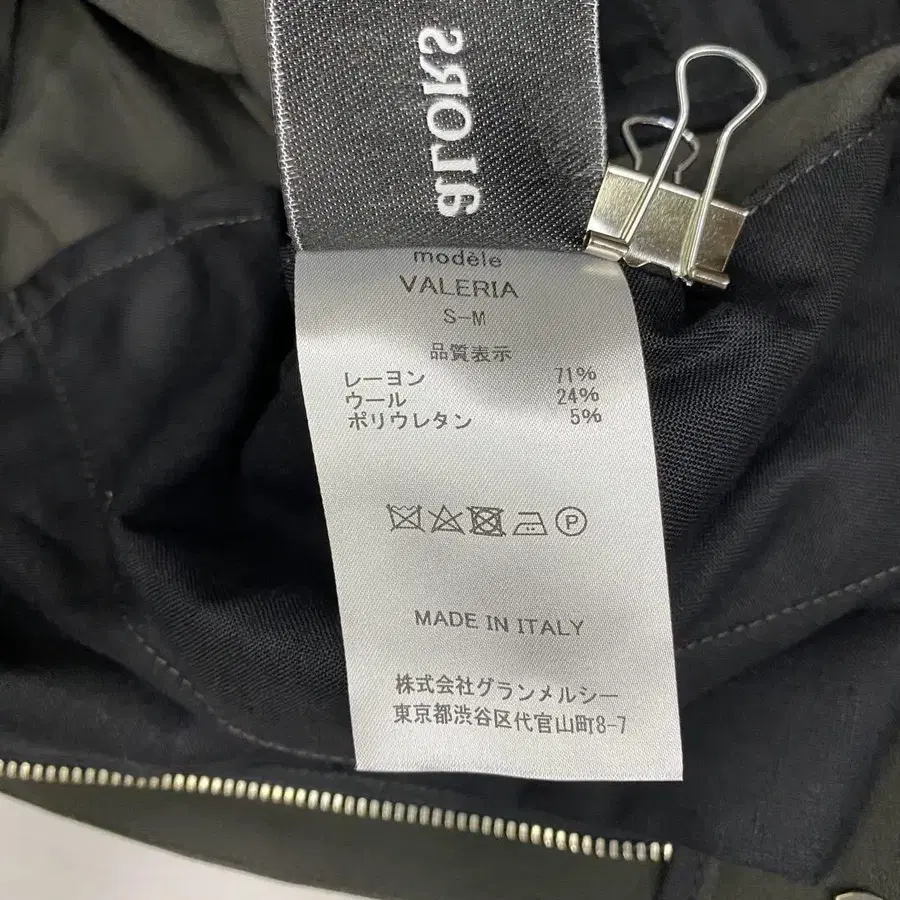 aLORS
modèle
VALERIA
S-M
品質表示
レーヨン 71%
ウール 24%
ポリウレタン 5%
P
MADE IN ITALY
株式会社グランメルシー
東京都渋谷区代官山町8-7